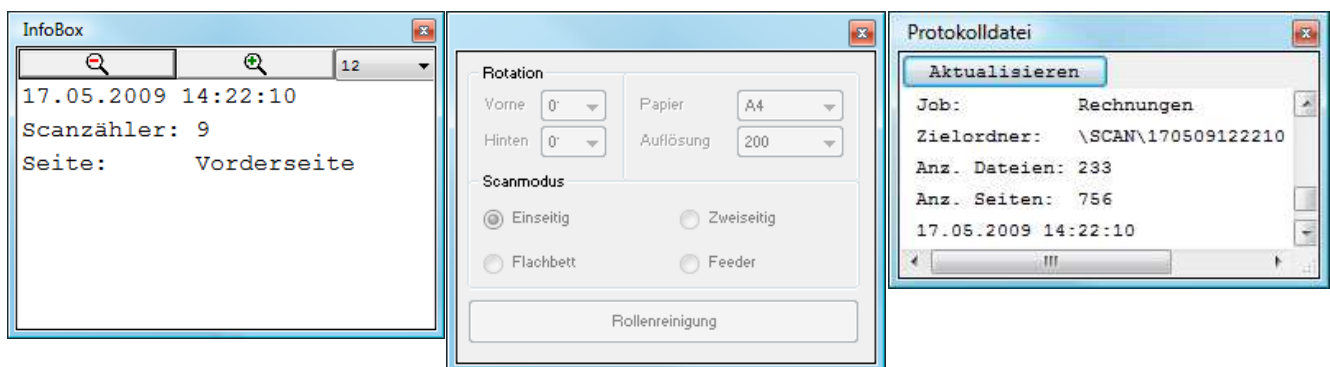 InfoBox
12
17.05.2009 14:22:10
Scanzähler: 9
Seite: Vorderseite
Rotation
Vorne 0° Papier A4
Hinten 0° Auflösung 200
Scanmodus
Einseitig Zweiseitig
Flachbett Feeder
Rollenreinigung
Protokolldatei
Aktualisieren
Job: Rechnungen
Zielordner: \SCAN\170509122210
Anz. Dateien: 233
Anz. Seiten: 756
17.05.2009 14:22:10